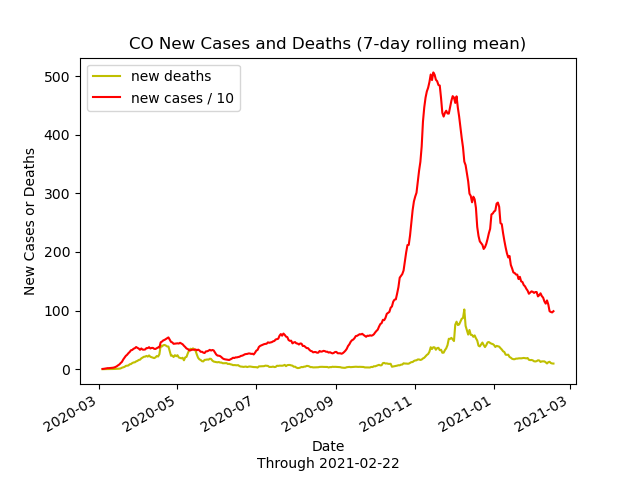 CO New Cases and Deaths (7-day rolling mean)
new deaths
new cases / 10
500
400
300
200
100
0
New Cases or Deaths
2020-03
2020-05
2020-07
2020-09
2020-11
2021-01
2021-03
Date
Through 2021-02-22